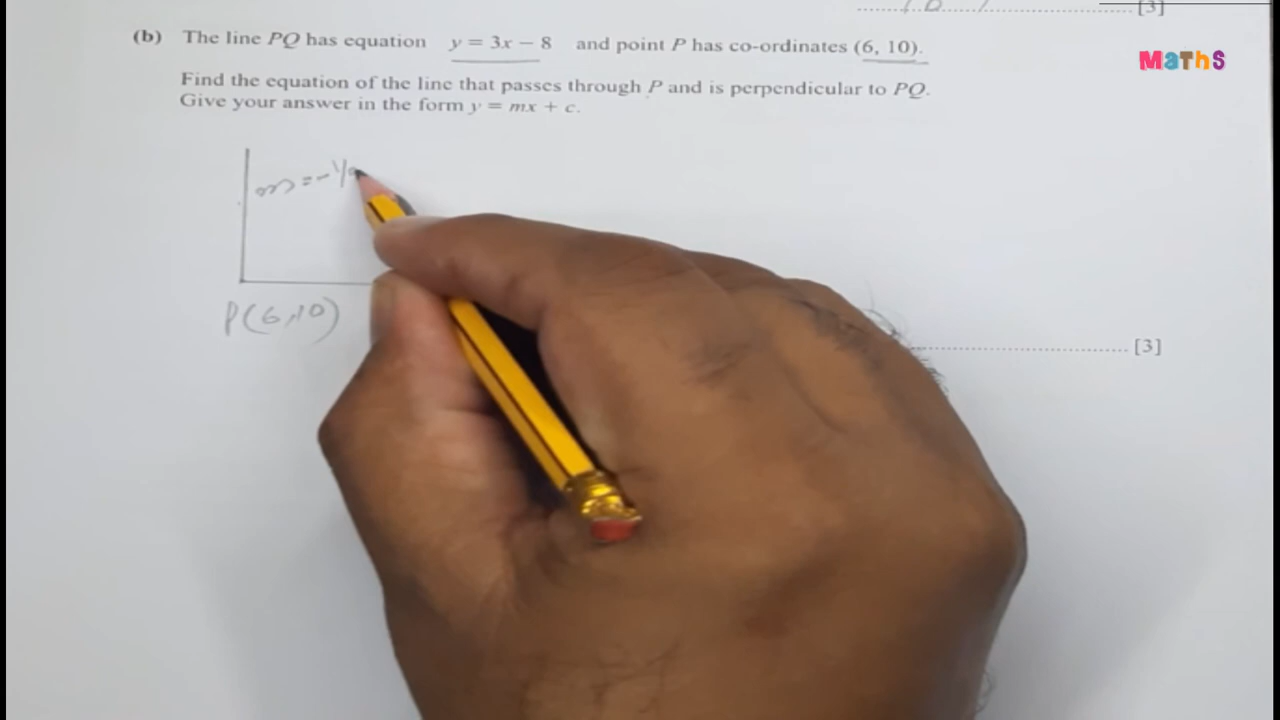 [3]
MaThS
(b) The line PQ has equation y = 3x − 8 and point P has co-ordinates (6, 10).
Find the equation of the line that passes through P and is perpendicular to PQ.
Give your answer in the form y = mx + c.
m = - 1/
P(6,10)
[3]